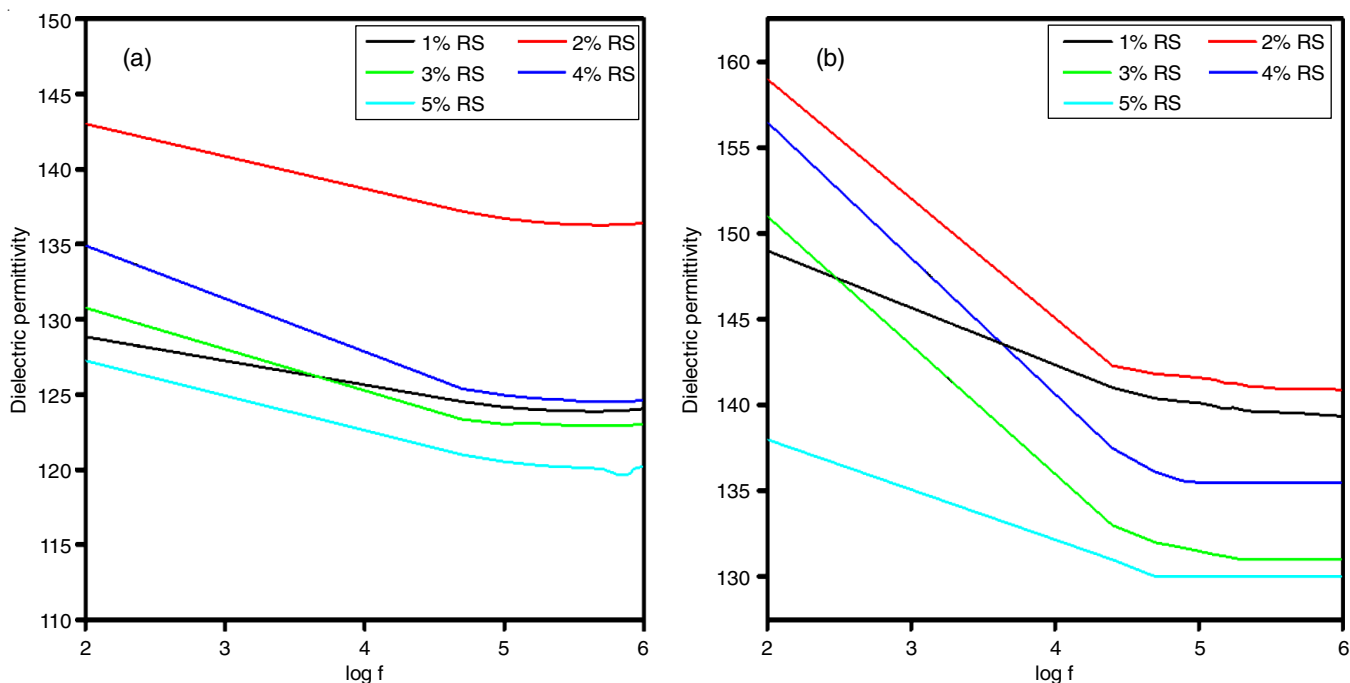 (a)
1% RS 2% RS
3% RS 4% RS
5% RS
150
145
140
135
130
125
120
115
110
Dielectric permittivity
2 3 4 5 6
log f
(b)
1% RS 2% RS
3% RS 4% RS
5% RS
160
155
150
145
140
135
130
Dielectric permittivity
2 3 4 5 6
log f